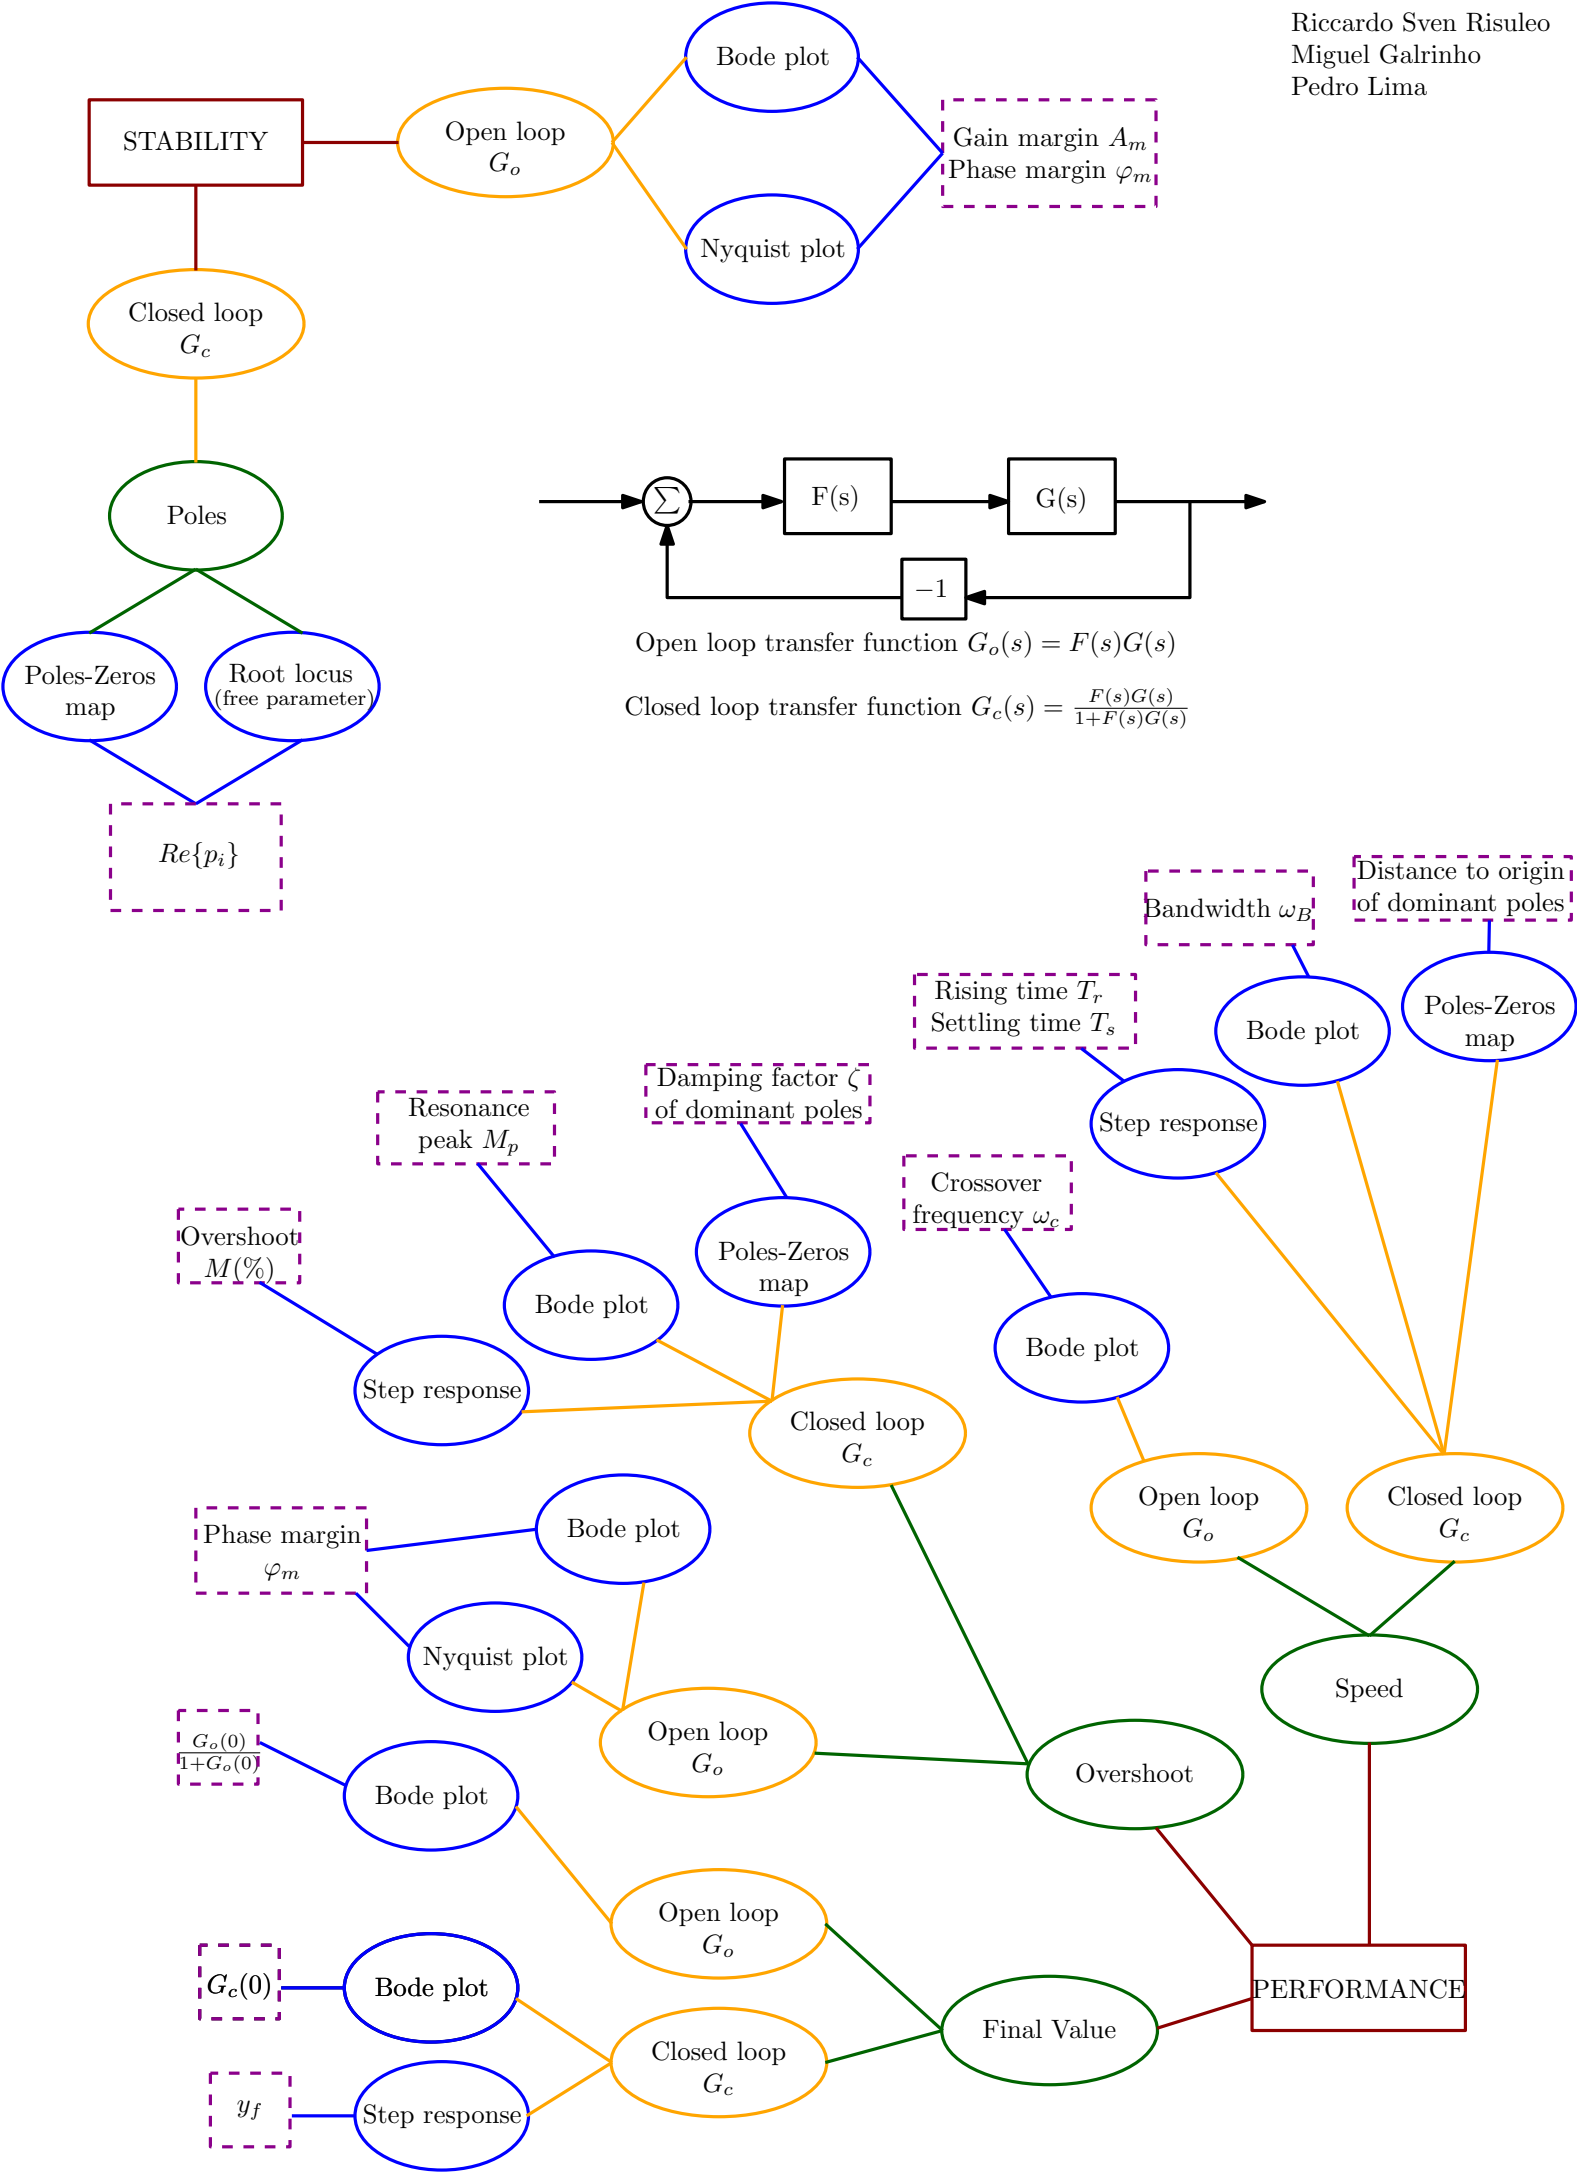 Riccardo Sven Risuleo
Miguel Galrinho
Pedro Lima
STABILITY
Open loop
G_o
Bode plot
Nyquist plot
Gain margin A_m
Phase margin φ_m
Closed loop
G_c
Poles
Poles-Zeros
map
Root locus
(free parameter)
Re{p_i}
∑
F(s)
G(s)
−1
Open loop transfer function G_o(s) = F(s)G(s)
Closed loop transfer function G_c(s) = F(s)G(s) / 1+F(s)G(s)
Distance to origin
of dominant poles
Bandwidth ω_B
Rising time T_r
Settling time T_s
Poles-Zeros
map
Bode plot
Step response
Damping factor ζ
of dominant poles
Resonance
peak M_p
Crossover
frequency ω_c
Overshoot
M(%)
Poles-Zeros
map
Bode plot
Bode plot
Step response
Closed loop
G_c
Open loop
G_o
Closed loop
G_c
Phase margin
φ_m
Bode plot
Nyquist plot
Open loop
G_o
Speed
Overshoot
G_o(0)
1+G_o(0)
Bode plot
Open loop
G_o
G_c(0)
Bode plot
Closed loop
G_c
Final Value
PERFORMANCE
y_f
Step response